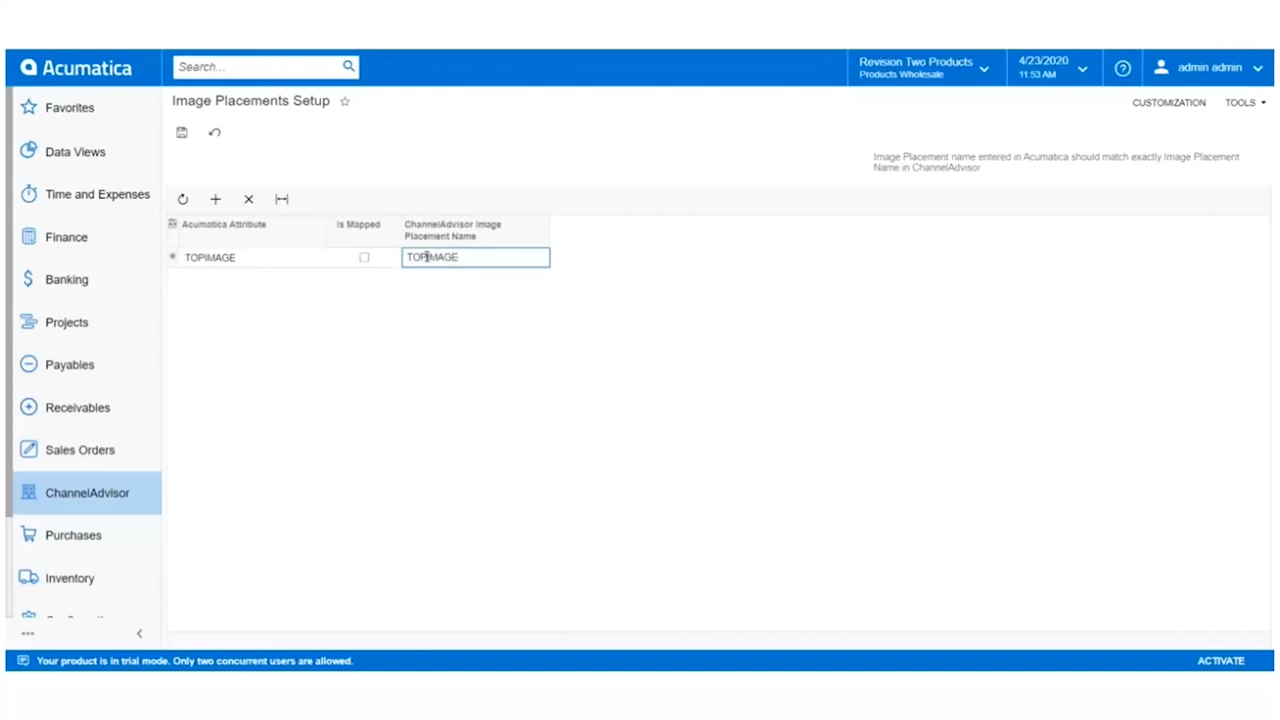 Acumatica
Search...
Revision Two Products
Products Wholesale
4/23/2020
11:53 AM
admin admin
Favorites
Data Views
Time and Expenses
Finance
Banking
Projects
Payables
Receivables
Sales Orders
ChannelAdvisor
Purchases
Inventory
Image Placements Setup
CUSTOMIZATION
TOOLS
Image Placement name entered in Acumatica should match exactly Image Placement
Name in ChannelAdvisor
Acumatica Attribute
Is Mapped
ChannelAdvisor Image
Placement Name
TOPIMAGE
TOPIMAGE
Your product is in trial mode. Only two concurrent users are allowed.
ACTIVATE